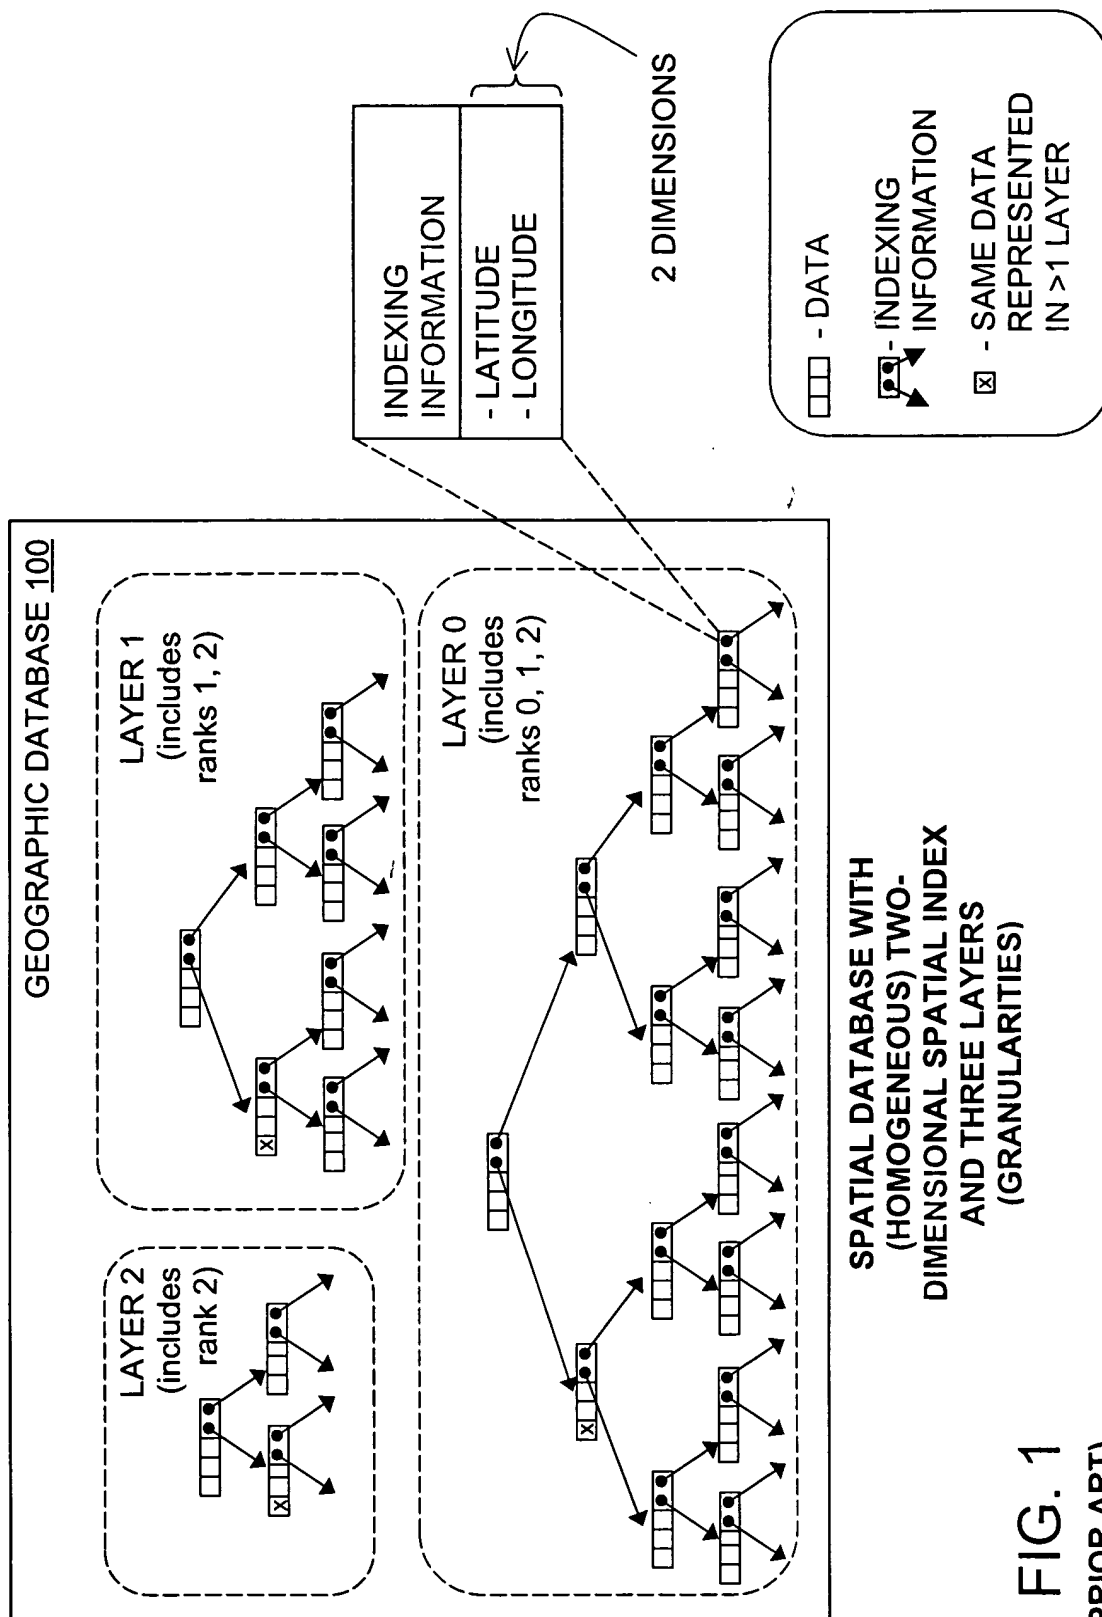 GEOGRAPHIC DATABASE 100
LAYER 2
(includes
rank 2)
LAYER 1
(includes
ranks 1, 2)
LAYER 0
(includes
ranks 0, 1, 2)
X
X
X
INDEXING
INFORMATION
- LATITUDE
- LONGITUDE
2 DIMENSIONS
- DATA
- INDEXING
INFORMATION
X
- SAME DATA
REPRESENTED
IN >1 LAYER
SPATIAL DATABASE WITH
(HOMOGENEOUS) TWO-
DIMENSIONAL SPATIAL INDEX
AND THREE LAYERS
(GRANULARITIES)
FIG. 1
PRIOR ART)